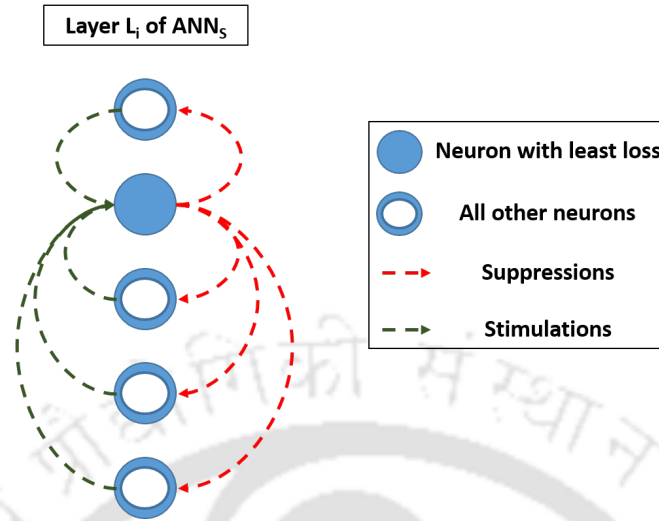 Layer Li of ANNS
Neuron with least loss
All other neurons
Suppressions
Stimulations